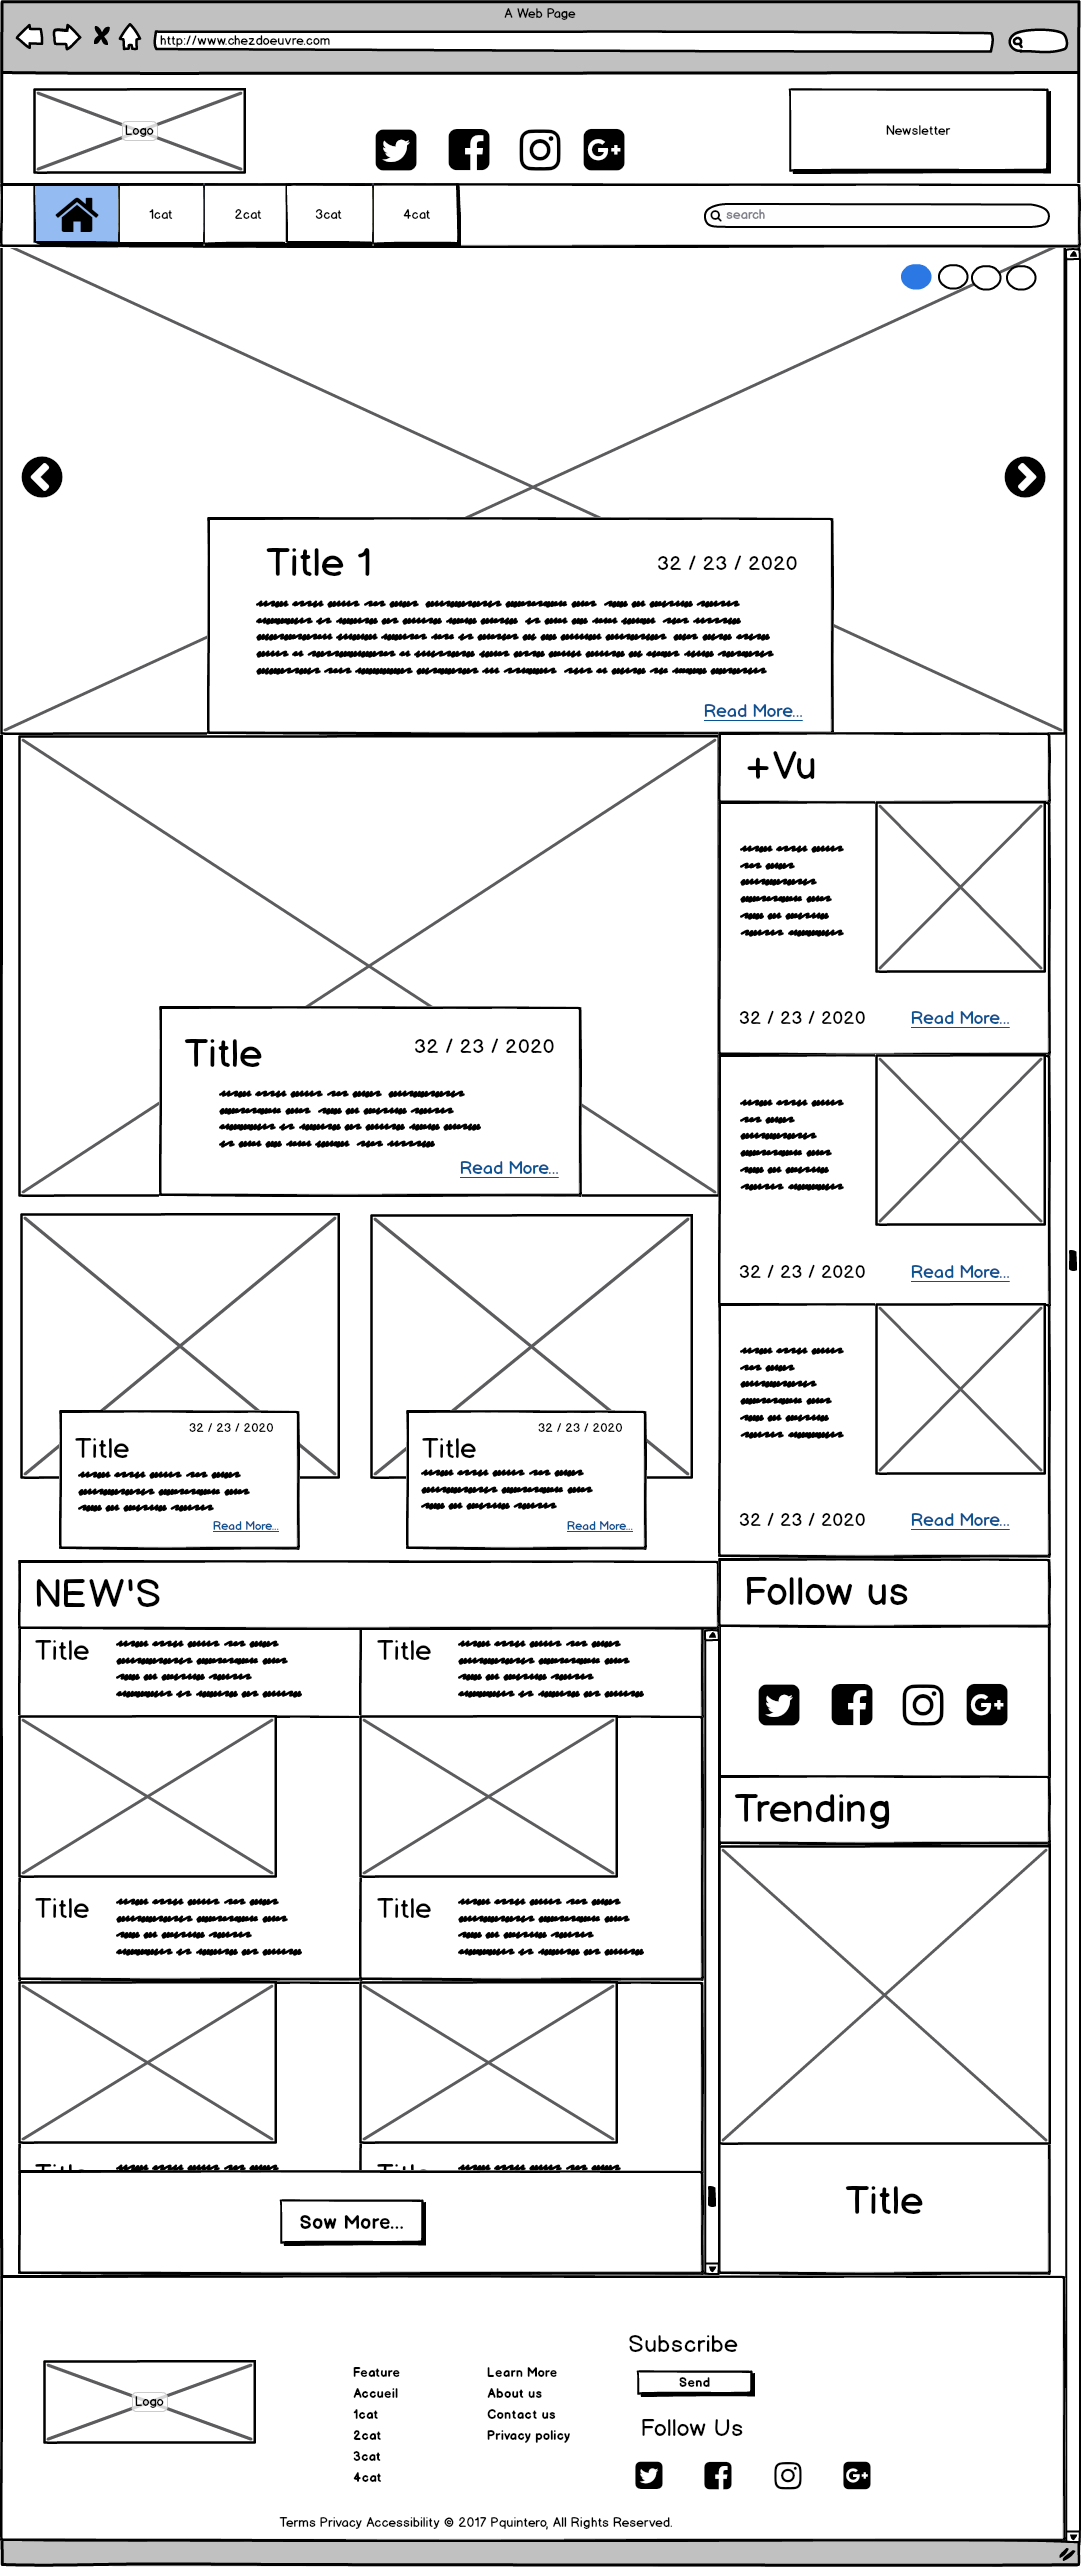 A Web Page
http://www.chezdoeuvre.com
Logo
Newsletter
1cat
2cat
3cat
4cat
search
Title 1
32 / 23 / 2020
Read More...
Title
32 / 23 / 2020
Read More...
32 / 23 / 2020
Title
Read More...
32 / 23 / 2020
Title
Read More...
+Vu
32 / 23 / 2020
Read More...
32 / 23 / 2020
Read More...
32 / 23 / 2020
Read More...
NEW'S
Title
Title
Title
Title
Title
Title
Sow More...
Follow us
Trending
Title
Logo
Feature
Accueil
1cat
2cat
3cat
4cat
Learn More
About us
Contact us
Privacy policy
Subscribe
Send
Follow Us
Terms Privacy Accessibility © 2017 Pquintero, All Rights Reserved.